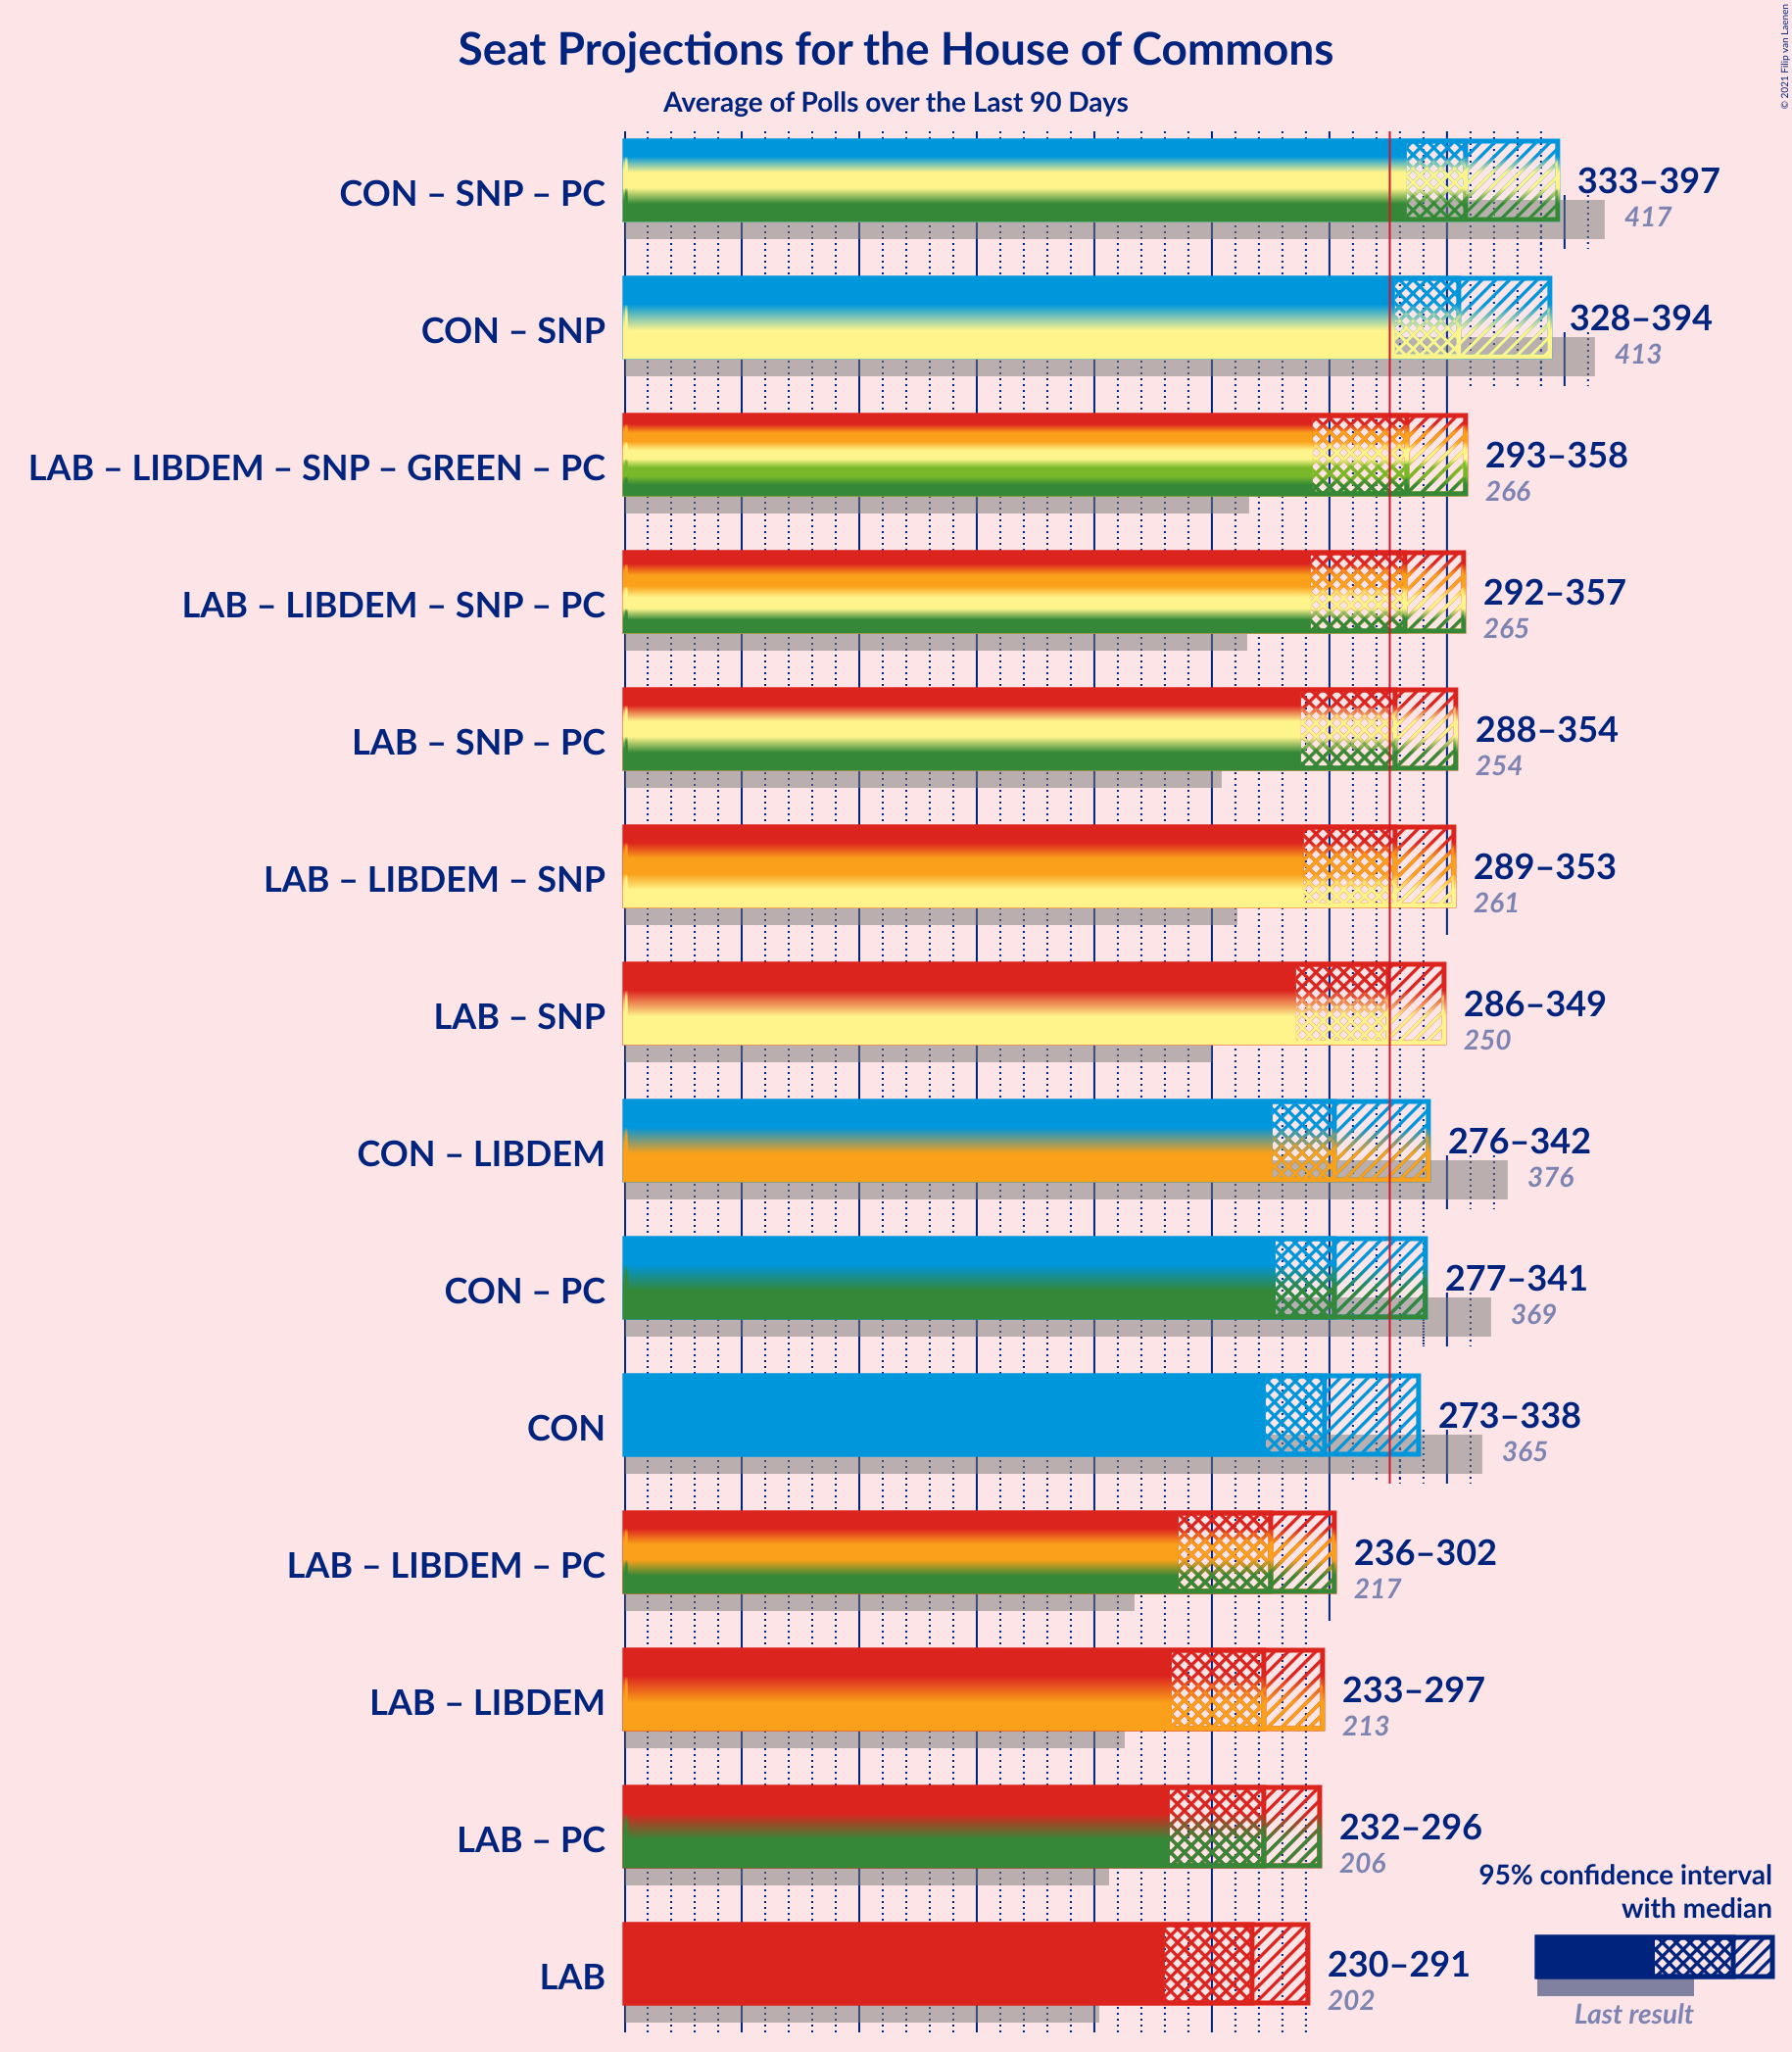 Seat Projections for the House of Commons
Average of Polls over the Last 90 Days
© 2021 Filip van Laenen
CON – SNP – PC
333–397
417
CON – SNP
328–394
413
LAB – LIBDEM – SNP – GREEN – PC
293–358
266
LAB – LIBDEM – SNP – PC
292–357
265
LAB – SNP – PC
288–354
254
LAB – LIBDEM – SNP
289–353
261
LAB – SNP
286–349
250
CON – LIBDEM
276–342
376
CON – PC
277–341
369
CON
273–338
365
LAB – LIBDEM – PC
236–302
217
LAB – LIBDEM
233–297
213
LAB – PC
232–296
206
LAB
230–291
202
95% confidence interval
with median
Last result